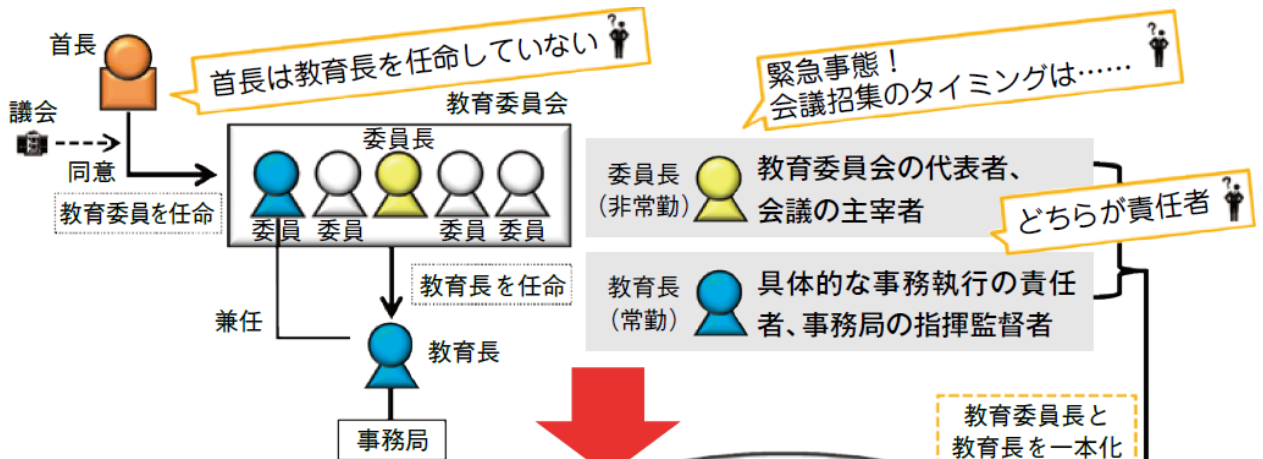 首長
首長は教育長を任命していない
議会
同意
教育委員を任命
教育委員会
委員長
委員
委員
委員
委員
教育長を任命
兼任
教育長
事務局
緊急事態！
会議招集のタイミングは……
委員長
（非常勤）
教育委員会の代表者、
会議の主宰者
どちらが責任者
教育長
（常勤）
具体的な事務執行の責任
者、事務局の指揮監督者
教育委員長と
教育長を一本化